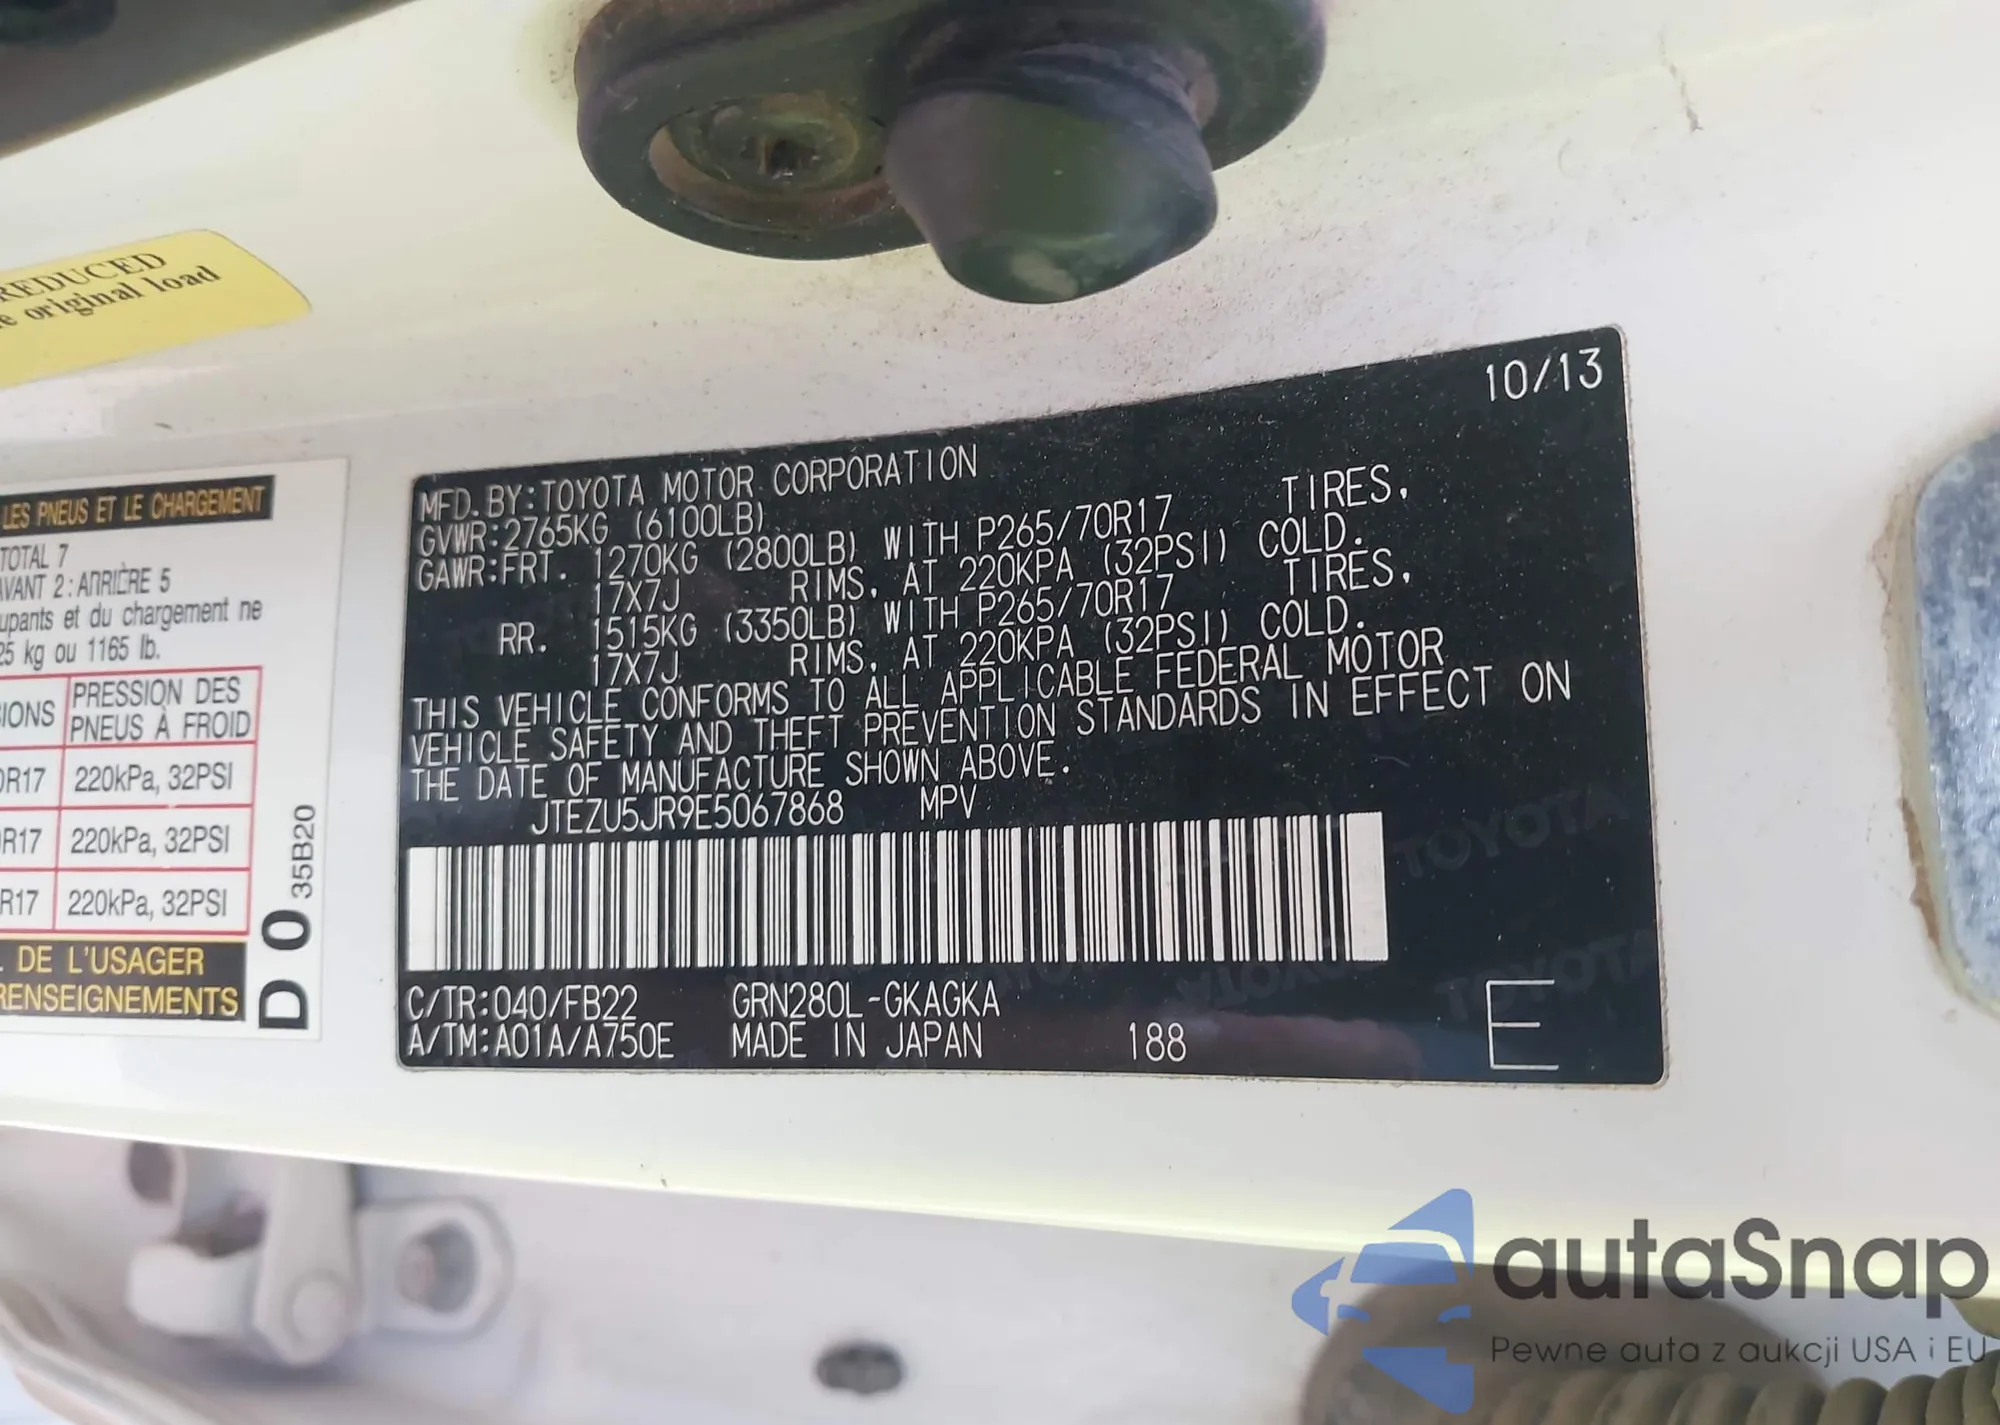 REDUCED
original load
LES PNEUS ET LE CHARGEMENT
TOTAL 7
AVANT 2 : ARRIÈRE 5
upants et du chargement ne
25 kg ou 1165 lb.
IONS PRESSION DES
PNEUS À FROID
0R17 220kPa, 32PSI
R17 220kPa, 32PSI
R17 220kPa, 32PSI
DE L'USAGER
RENSEIGNEMENTS
D 0 35B20
10/13
MFD. BY: TOYOTA MOTOR CORPORATION
GVWR: 2765KG (6100LB)
GAWR: FRT. 1270KG (2800LB) WITH P265/70R17 TIRES,
17X7J RIMS, AT 220KPA (32PSI) COLD.
RR. 1515KG (3350LB) WITH P265/70R17 TIRES,
17X7J RIMS, AT 220KPA (32PSI) COLD.
THIS VEHICLE CONFORMS TO ALL APPLICABLE FEDERAL MOTOR
VEHICLE SAFETY AND THEFT PREVENTION STANDARDS IN EFFECT ON
THE DATE OF MANUFACTURE SHOWN ABOVE.
JTEZU5JR9E5067868 MPV
C/TR: 040/FB22 GRN280L-GKAGKA
A/TM: A01A/A750E MADE IN JAPAN 188 E
autaSnap
Pewne auta z aukcji USA i EU